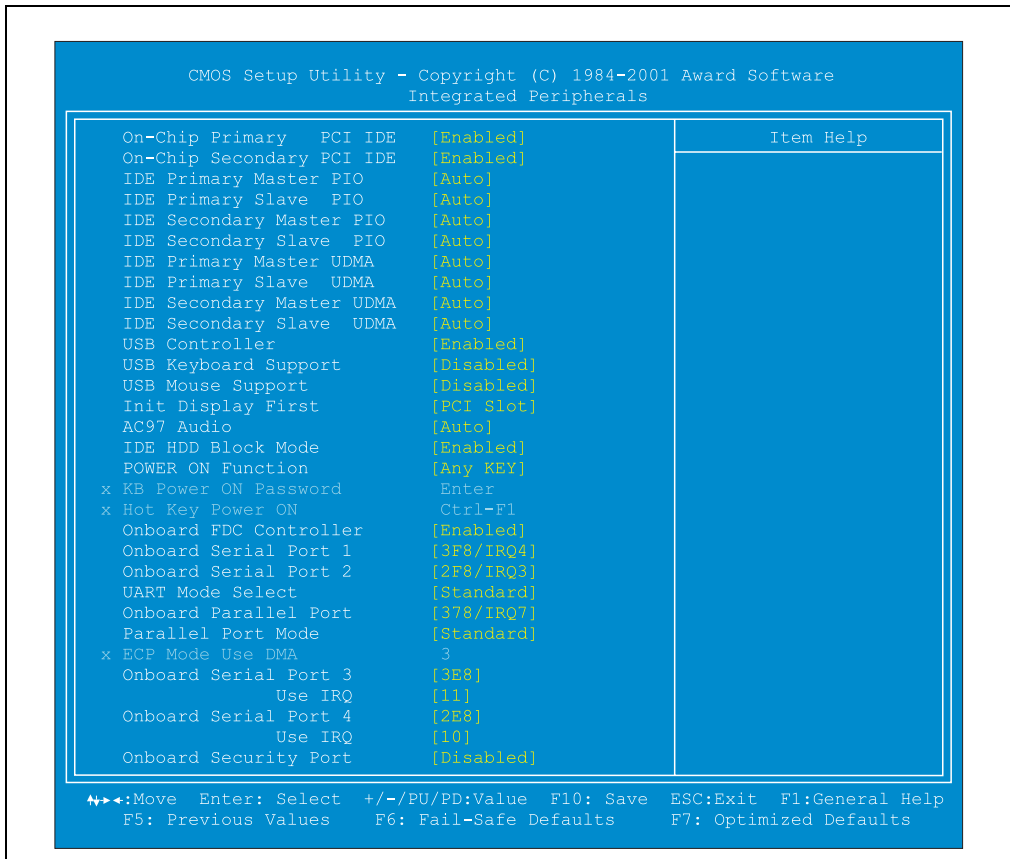 CMOS Setup Utility - Copyright (C) 1984-2001 Award Software
Integrated Peripherals
On-Chip Primary PCI IDE [Enabled] Item Help
On-Chip Secondary PCI IDE [Enabled]
IDE Primary Master PIO [Auto]
IDE Primary Slave PIO [Auto]
IDE Secondary Master PIO [Auto]
IDE Secondary Slave PIO [Auto]
IDE Primary Master UDMA [Auto]
IDE Primary Slave UDMA [Auto]
IDE Secondary Master UDMA [Auto]
IDE Secondary Slave UDMA [Auto]
USB Controller [Enabled]
USB Keyboard Support [Disabled]
USB Mouse Support [Disabled]
Init Display First [PCI Slot]
AC97 Audio [Auto]
IDE HDD Block Mode [Enabled]
POWER ON Function [Any KEY]
x KB Power ON Password Enter
x Hot Key Power ON Ctrl-F1
Onboard FDC Controller [Enabled]
Onboard Serial Port 1 [3F8/IRQ4]
Onboard Serial Port 2 [2F8/IRQ3]
UART Mode Select [Standard]
Onboard Parallel Port [378/IRQ7]
Parallel Port Mode [Standard]
x ECP Mode Use DMA 3
Onboard Serial Port 3 [3E8]
Use IRQ [11]
Onboard Serial Port 4 [2E8]
Use IRQ [10]
Onboard Security Port [Disabled]
:Move Enter: Select +/-/PU/PD:Value F10: Save ESC:Exit F1:General Help
F5: Previous Values F6: Fail-Safe Defaults F7: Optimized Defaults